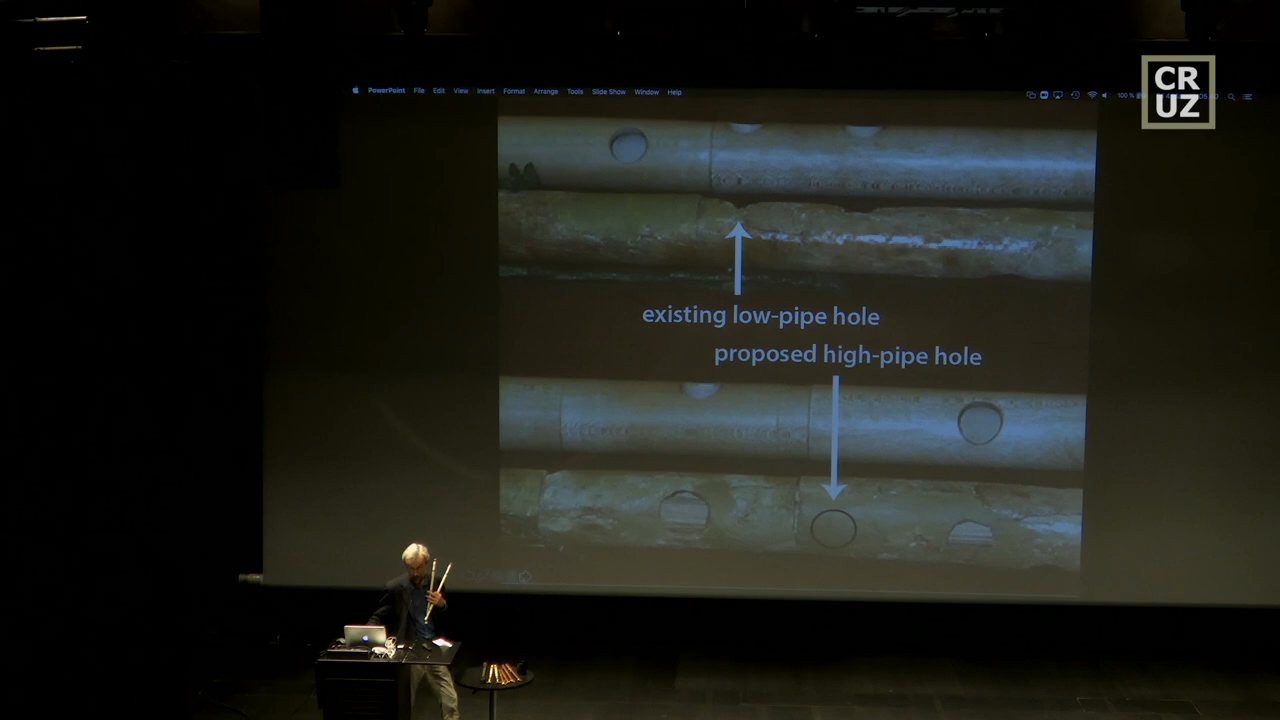 PowerPoint File Edit View Insert Format Arrange Tools Slide Show Window Help
100 %
CR
UZ
existing low-pipe hole
proposed high-pipe hole